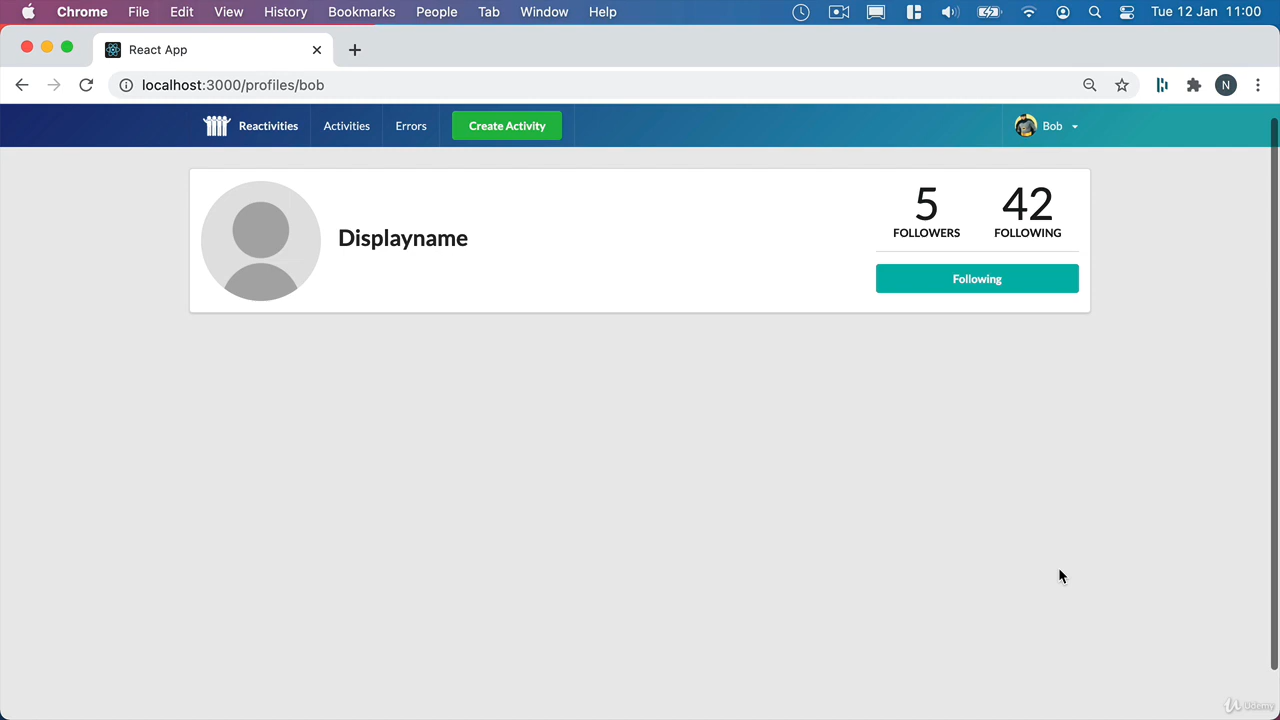 Chrome File Edit View History Bookmarks People Tab Window Help Tue 12 Jan 11:00
React App
localhost:3000/profiles/bob N
Reactivities Activities Errors Create Activity Bob
Displayname
5 42
FOLLOWERS FOLLOWING
Following
Udemy